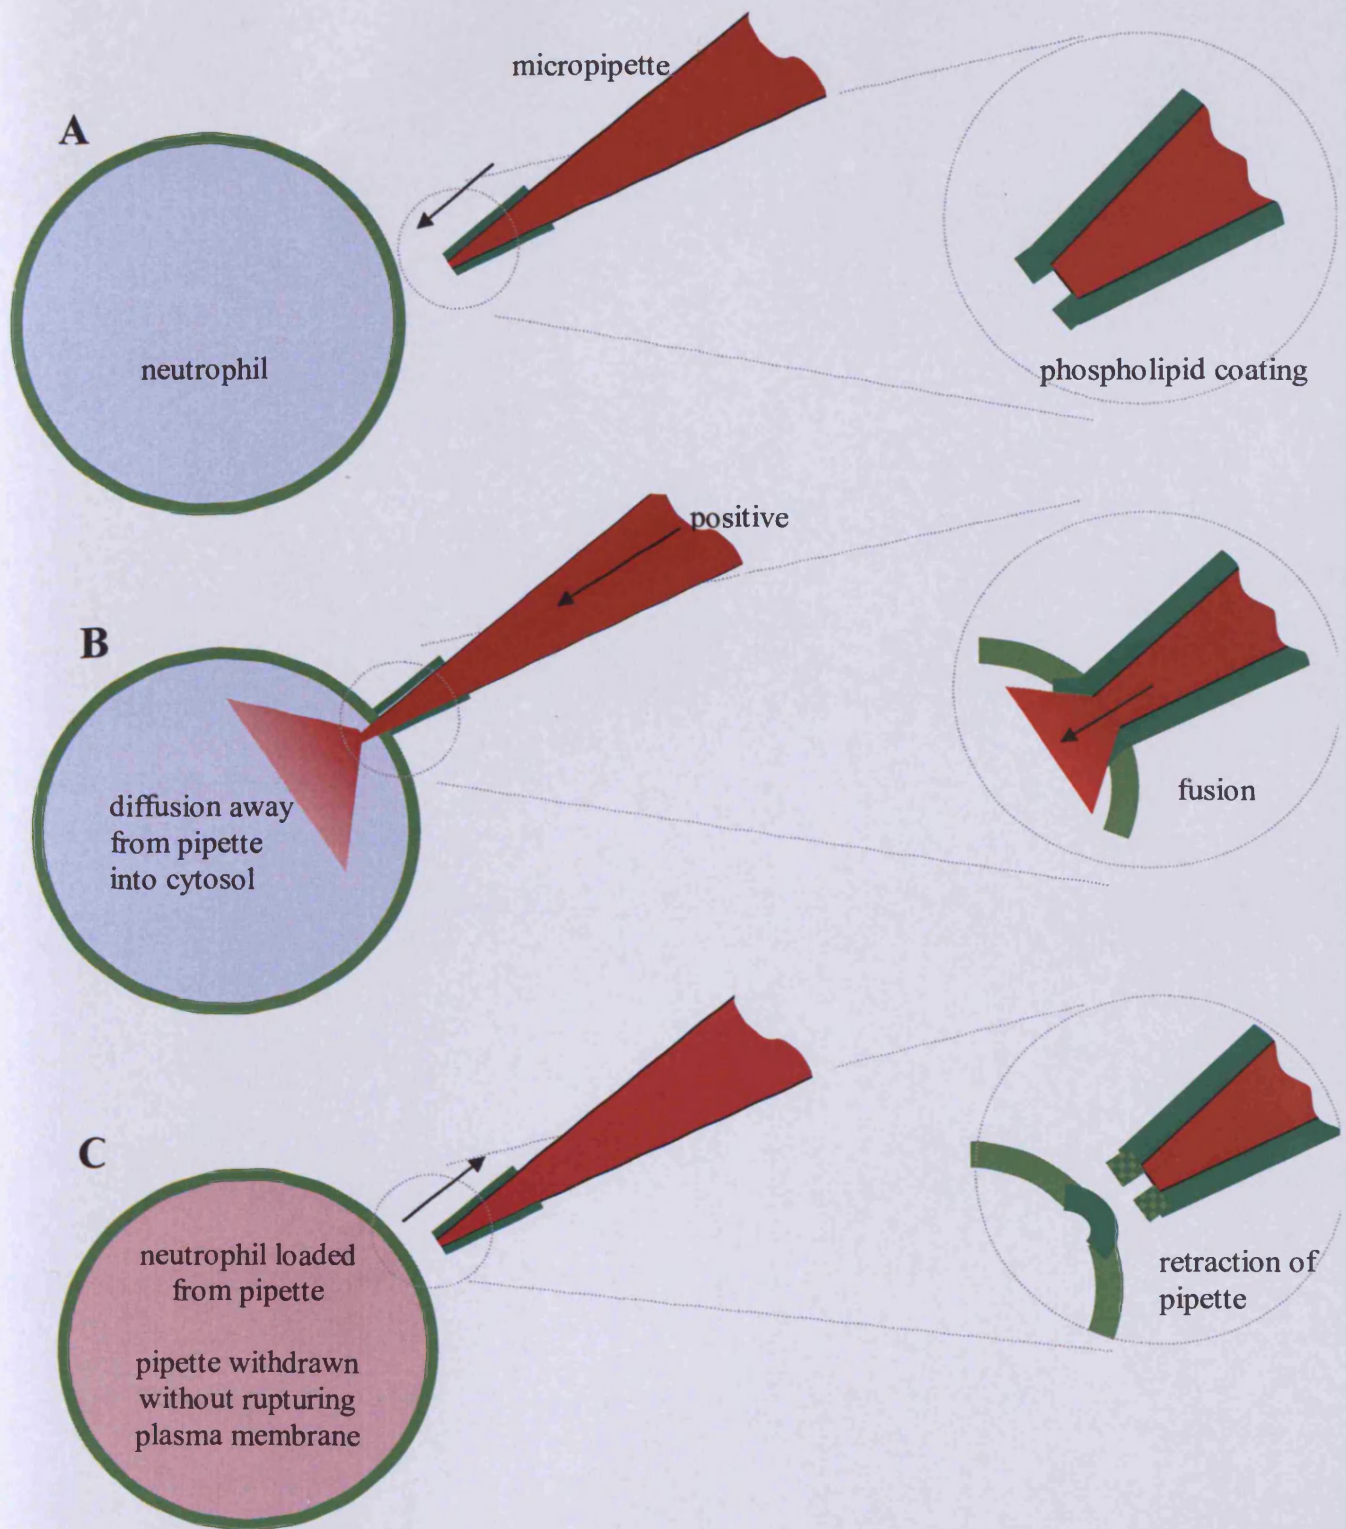 micropipette
A
neutrophil
phospholipid coating
positive
B
diffusion away
from pipette
into cytosol
fusion
C
neutrophil loaded
from pipette
pipette withdrawn
without rupturing
plasma membrane
retraction of
pipette